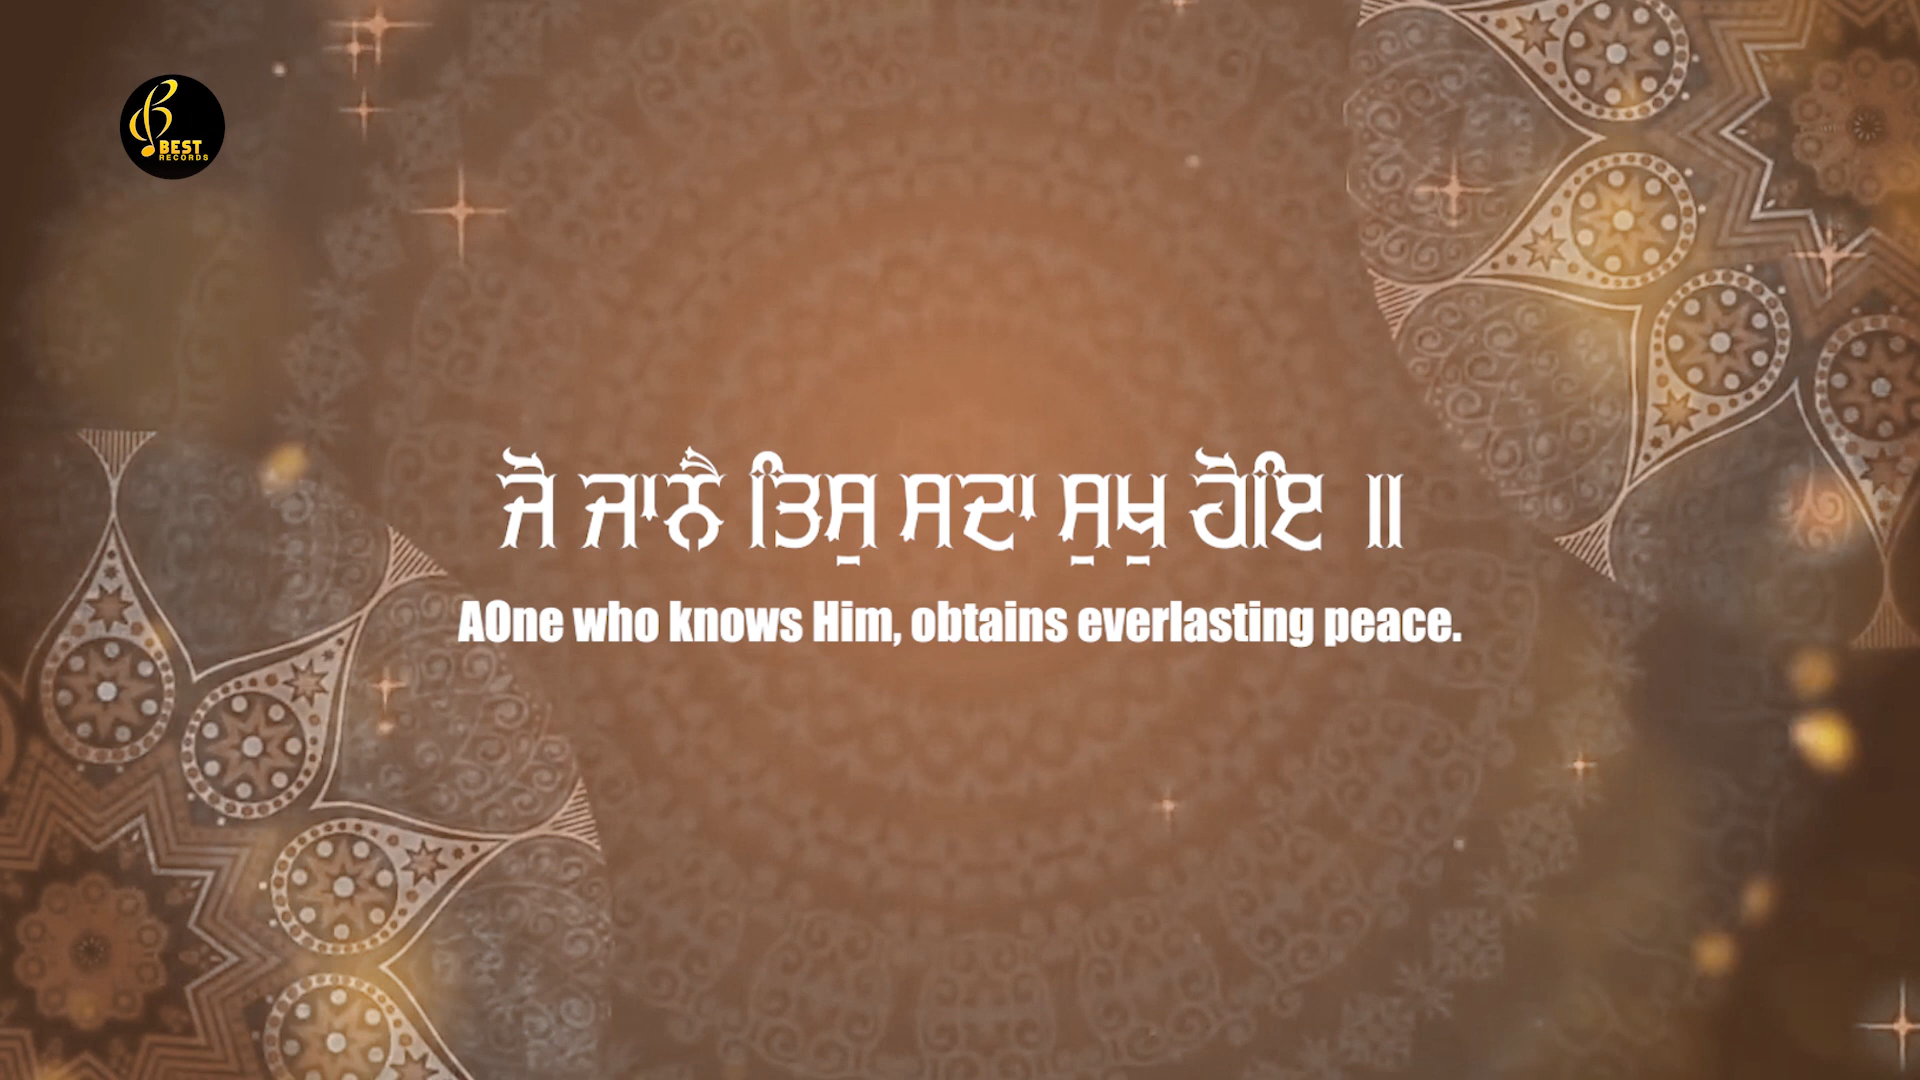 BEST
RECORDS
ਜੋ ਜਾਨੈ ਤਿਸੁ ਸਦਾ ਸੁਖੁ ਹੋਇ ॥
AOne who knows Him, obtains everlasting peace.